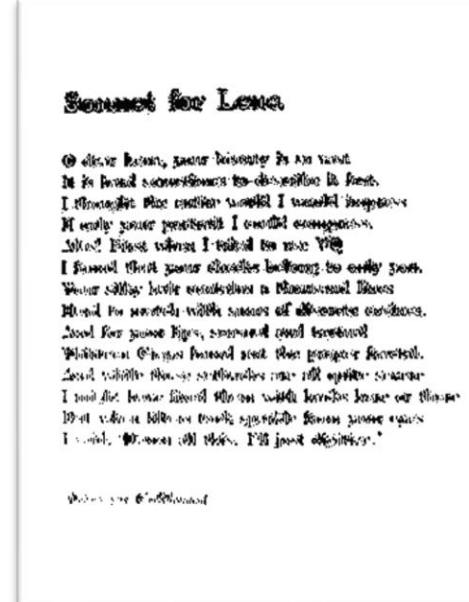 Sonnet for Lena
O dear Lena, your beauty is so vast
It is hard sometimes to describe it fast.
I thought the entire world I would impress
If only your portrait I could compress.
Alas! First when I tried to use VQ
I found that your cheeks belong to only you.
Your silky hair contains a thousand lines
Hard to match with sums of discrete cosines.
And for your lips, sensual and
Thirteen Crays found not the proper fractal.
And while these setbacks are all quite severe
I might have fixed them with hacks here or there
But when took sparkle from your eyes
I said, all this. I'll just digitize."